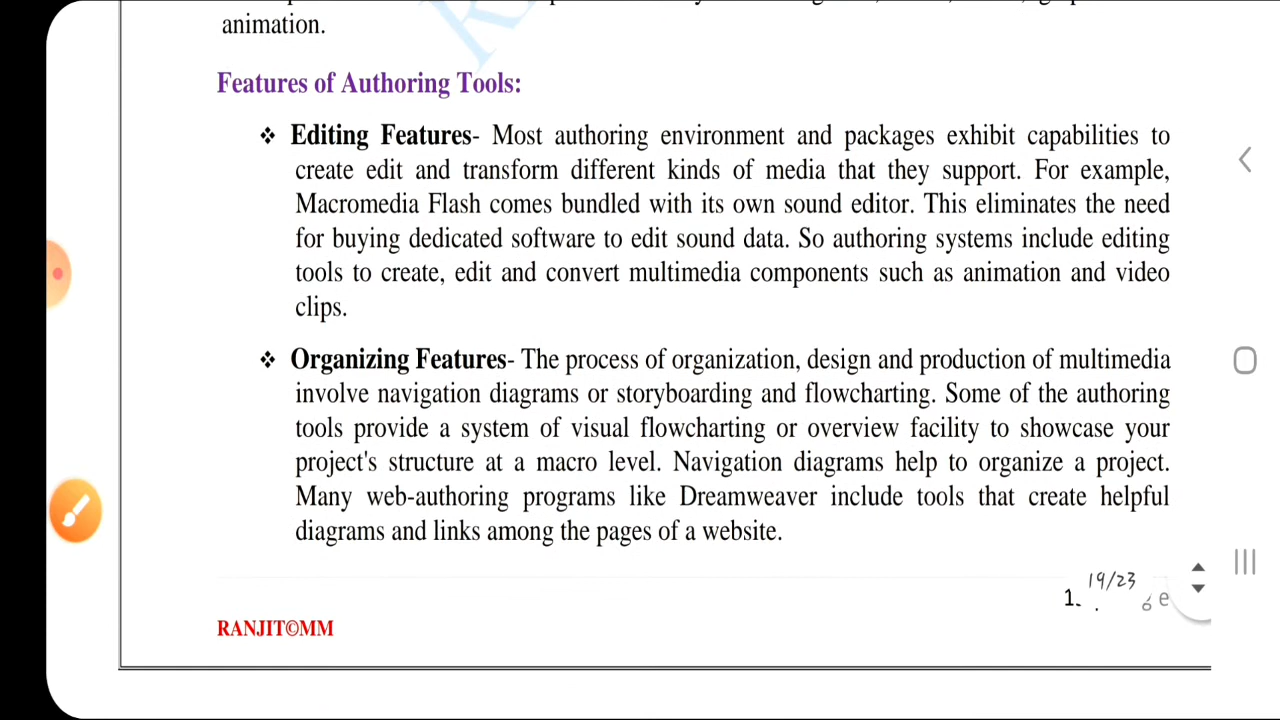 animation.
Features of Authoring Tools:
❖ Editing Features- Most authoring environment and packages exhibit capabilities to
create edit and transform different kinds of media that they support. For example,
Macromedia Flash comes bundled with its own sound editor. This eliminates the need
for buying dedicated software to edit sound data. So authoring systems include editing
tools to create, edit and convert multimedia components such as animation and video
clips.
❖ Organizing Features- The process of organization, design and production of multimedia
involve navigation diagrams or storyboarding and flowcharting. Some of the authoring
tools provide a system of visual flowcharting or overview facility to showcase your
project's structure at a macro level. Navigation diagrams help to organize a project.
Many web-authoring programs like Dreamweaver include tools that create helpful
diagrams and links among the pages of a website.
19/23
RANJIT©MM